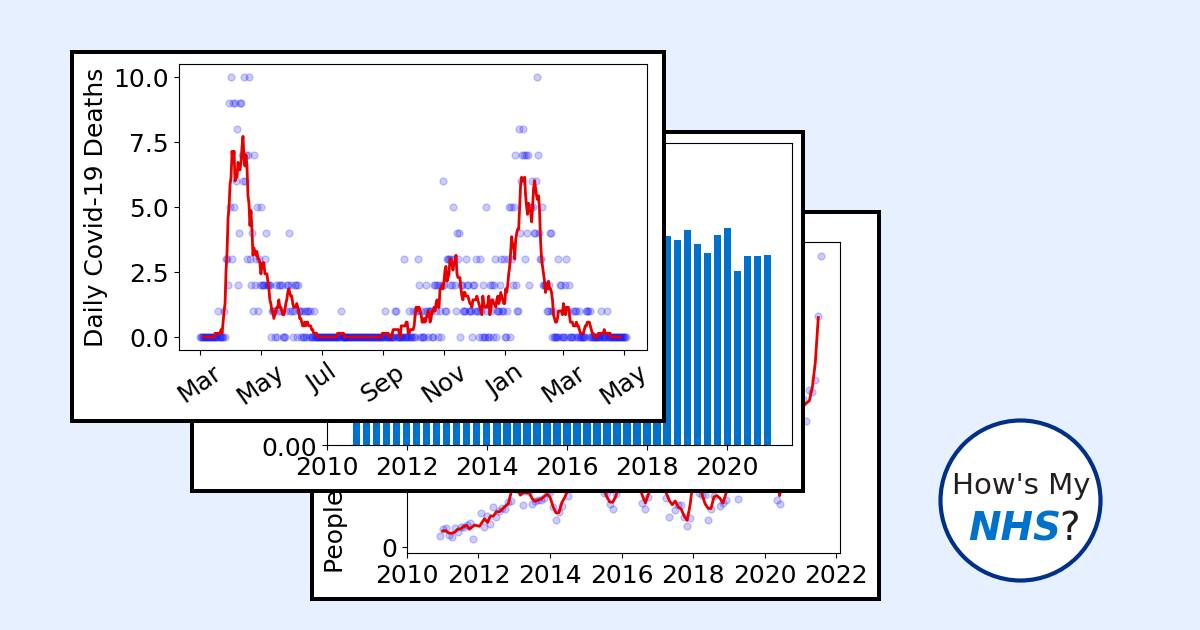 Daily Covid-19 Deaths
10.0
7.5
5.0
2.5
0.0
Mar May Jul Sep Nov Jan Mar May
0.00
2010 2012 2014 2016 2018 2020
People
0
2010 2012 2014 2016 2018 2020 2022
How's My
NHS?